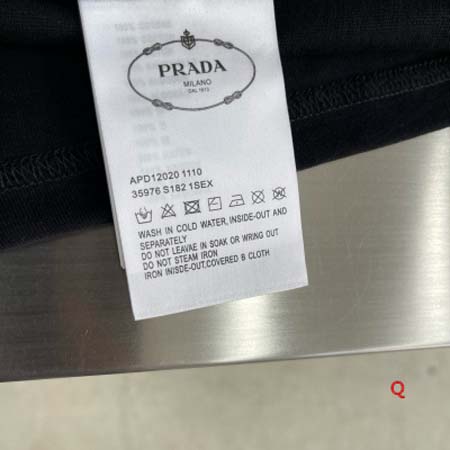 PRADA
MILANO
DAL 1913
APD12020 1110
35976 S182 1SEX
WASH IN COLD WATER, INSIDE-OUT AND
SEPARATELY
DO NOT LEAVAE IN SOAK OR WRING OUT
DO NOT STEAM IRON
IRON INISDE-OUT,COVERED B CLOTH
Q